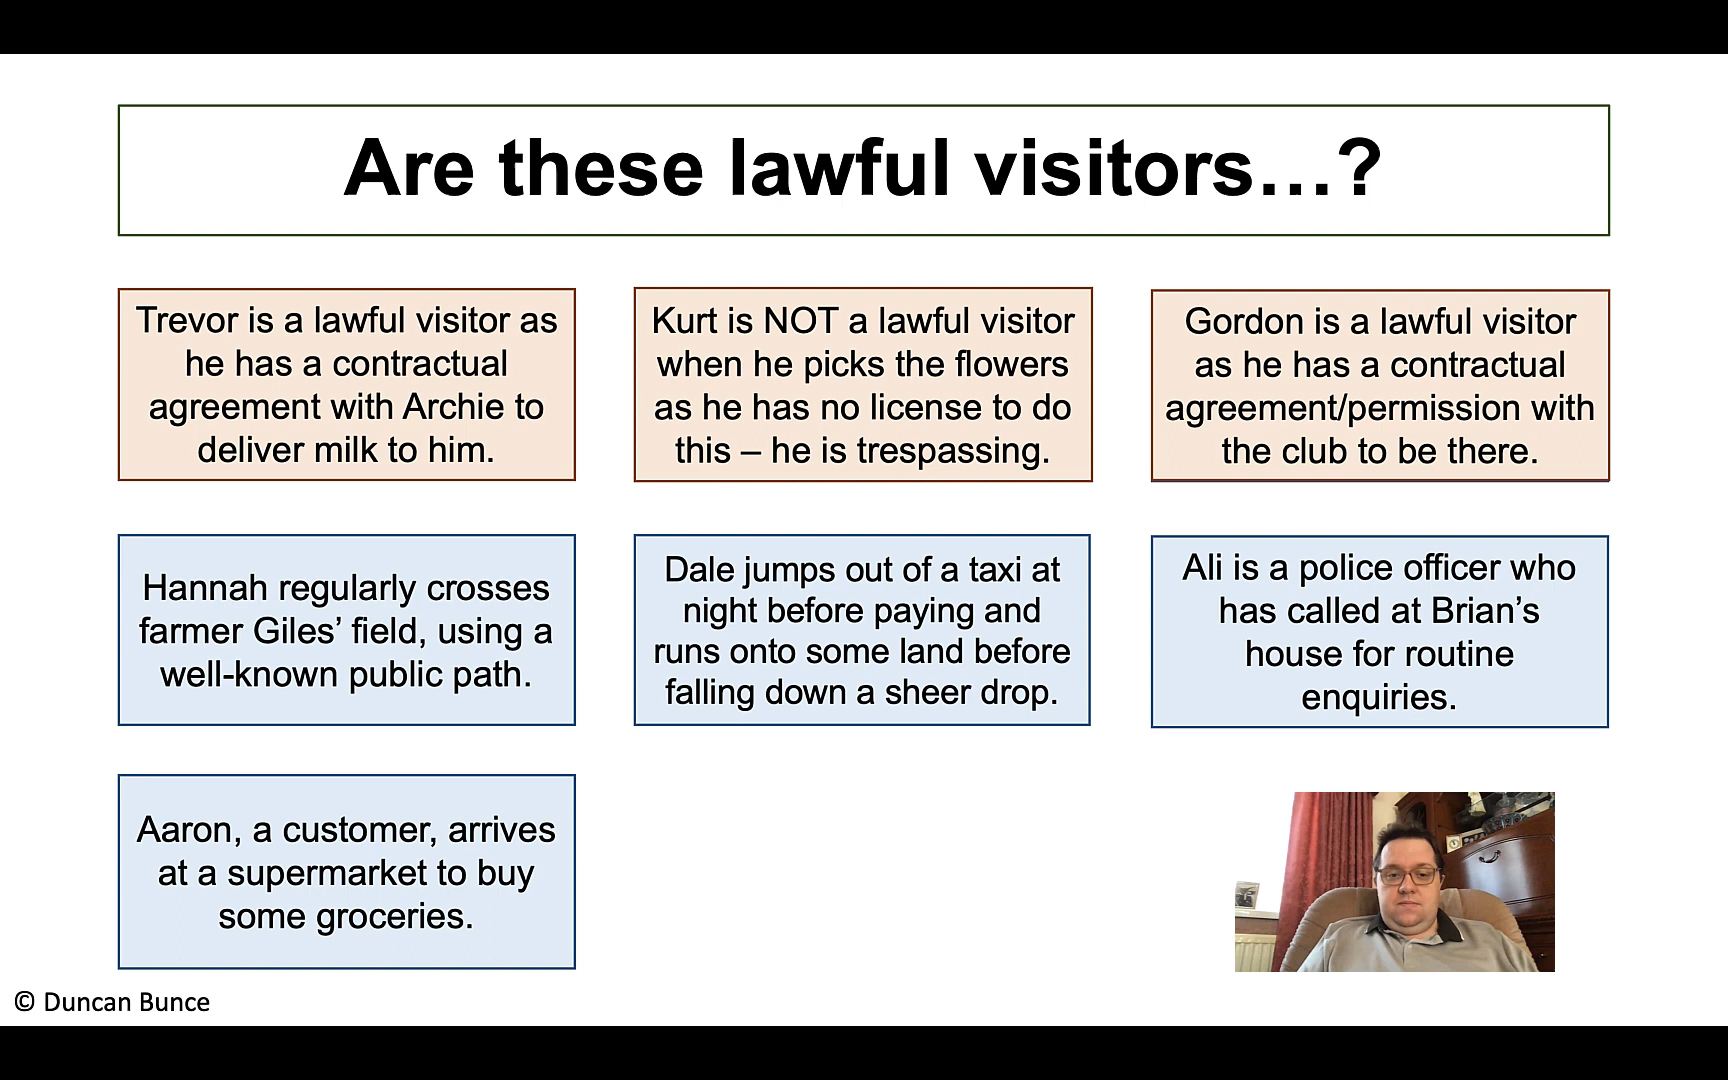 Are these lawful visitors…?
Trevor is a lawful visitor as
he has a contractual
agreement with Archie to
deliver milk to him.
Kurt is NOT a lawful visitor
when he picks the flowers
as he has no license to do
this – he is trespassing.
Gordon is a lawful visitor
as he has a contractual
agreement/permission with
the club to be there.
Hannah regularly crosses
farmer Giles’ field, using a
well-known public path.
Dale jumps out of a taxi at
night before paying and
runs onto some land before
falling down a sheer drop.
Ali is a police officer who
has called at Brian’s
house for routine
enquiries.
Aaron, a customer, arrives
at a supermarket to buy
some groceries.
© Duncan Bunce